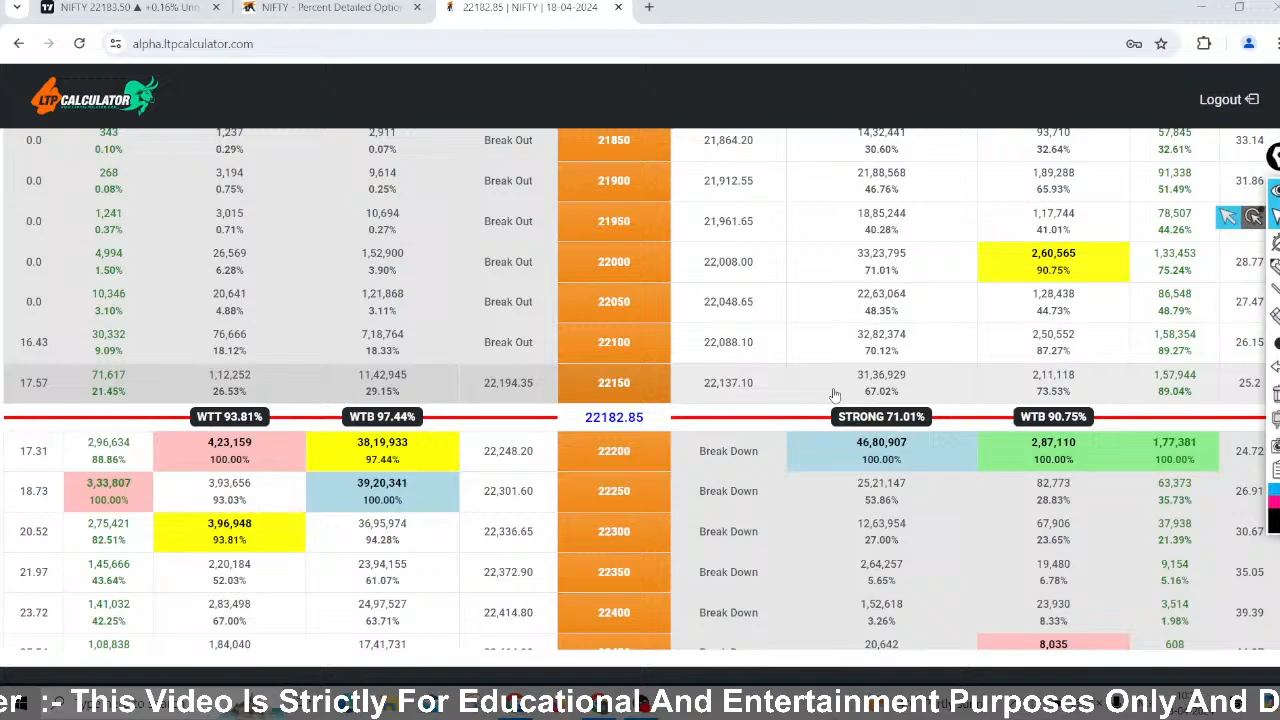 NIFTY 22183.50 ▲ +0.16% Unn
NIFTY - Percent Detailed Option
22182.85 | NIFTY | 18-04-2024
alpha.ltpcalculator.com
LTP CALCULATOR
Logout
0.0 343 1,237 2,911 Break Out 21850 21,864.20 14,32,441 93,710 57,845 33.14
0.10% 0.29% 0.07% 30.60% 32.64% 32.61%
0.0 268 3,194 9,614 Break Out 21900 21,912.55 21,88,568 1,89,288 91,338 31.86
0.08% 0.75% 0.25% 46.76% 65.93% 51.49%
0.0 1,241 3,015 10,694 Break Out 21950 21,961.65 18,85,244 1,17,744 78,507
0.37% 0.71% 0.27% 40.28% 41.01% 44.26%
0.0 4,994 26,569 1,52,900 Break Out 22000 22,008.00 33,23,795 2,60,565 1,33,453 28.77
1.50% 6.28% 3.90% 71.01% 90.75% 75.24%
0.0 10,346 20,641 1,21,868 Break Out 22050 22,048.65 22,63,064 1,28,438 86,548 27.47
3.10% 4.88% 3.11% 48.35% 44.73% 48.79%
16.43 30,332 76,666 7,18,764 Break Out 22100 22,088.10 32,82,374 2,50,552 1,58,354 26.15
9.09% 18.12% 18.33% 70.12% 87.27% 89.27%
17.57 71,617 1,12,252 11,42,945 22,194.35 22150 22,137.10 31,36,929 2,11,118 1,57,944 25.2
21.45% 26.53% 29.15% 67.02% 73.53% 89.04%
WTT 93.81% WTB 97.44% 22182.85 STRONG 71.01% WTB 90.75%
17.31 2,96,634 4,23,159 38,19,933 22,248.20 22200 Break Down 46,80,907 2,87,110 1,77,381 24.72
88.86% 100.00% 97.44% 100.00% 100.00% 100.00%
18.73 3,33,807 3,93,656 39,20,341 22,301.60 22250 Break Down 25,21,147 82,773 63,373 26.91
100.00% 93.03% 100.00% 53.86% 28.83% 35.73%
20.52 2,75,421 3,96,948 36,95,974 22,336.65 22300 Break Down 12,63,954 67,906 37,938 30.67
82.51% 93.81% 94.28% 27.00% 23.65% 21.39%
21.97 1,45,666 2,20,184 23,94,155 22,372.90 22350 Break Down 2,64,257 19,480 9,154 35.05
43.64% 52.03% 61.07% 5.65% 6.78% 5.16%
23.72 1,41,032 2,83,498 24,97,527 22,414.80 22400 Break Down 1,52,618 23,930 3,514 39.39
42.25% 67.00% 63.71% 3.26% 8.33% 1.98%
1,08,838 1,84,040 17,41,731 20,642 8,035 608
er :- This Video Is Strictly For Educational And Entertainment Purposes Only And D